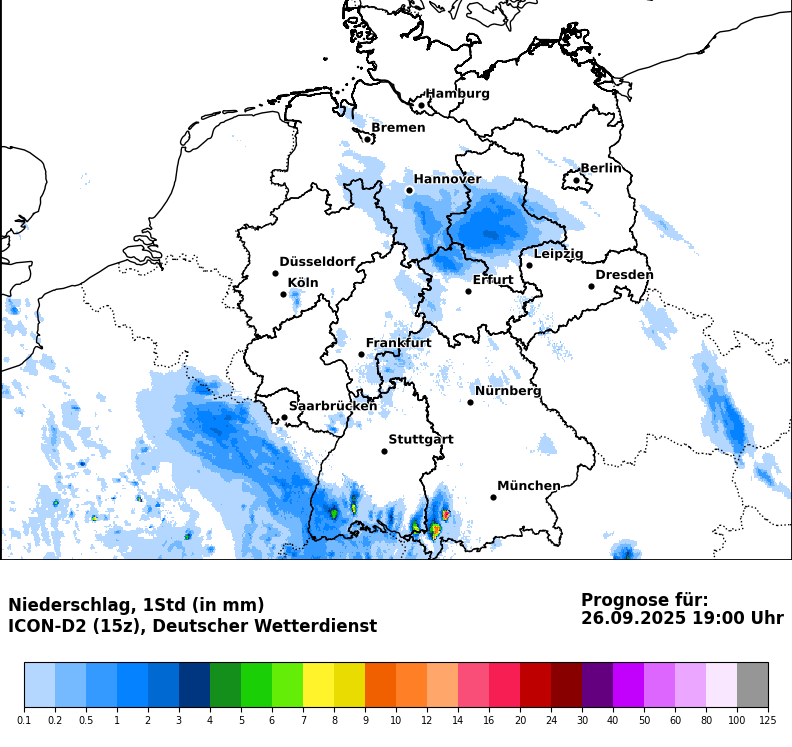 Hamburg
Bremen
Hannover
Berlin
Düsseldorf
Köln
Leipzig
Erfurt
Dresden
Frankfurt
Saarbrücken
Nürnberg
Stuttgart
München
Niederschlag, 1Std (in mm)
ICON-D2 (15z), Deutscher Wetterdienst
Prognose für:
26.09.2025 19:00 Uhr
0.1 0.2 0.5 1 2 3 4 5 6 7 8 9 10 12 14 16 20 24 30 40 50 60 80 100 125